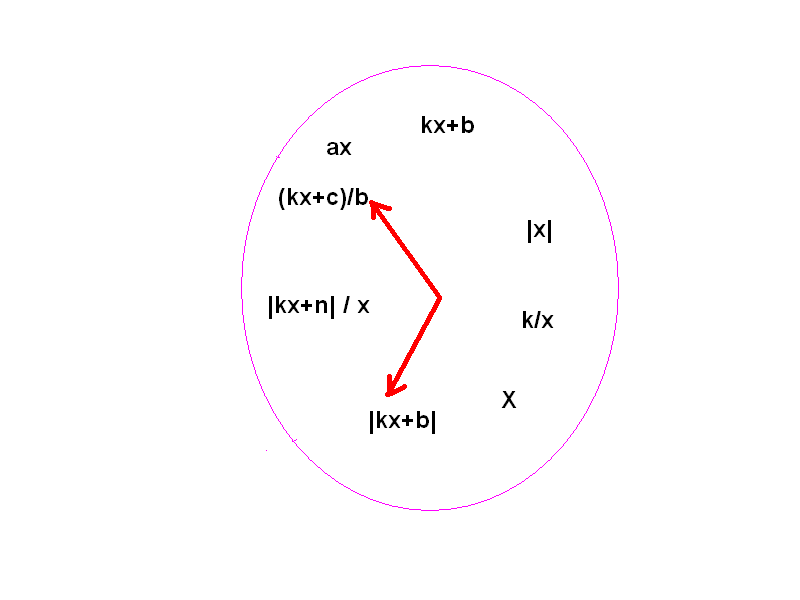 kx+b
ax
(kx+c)/b
|x|
|kx+n| / x
k/x
X
|kx+b|